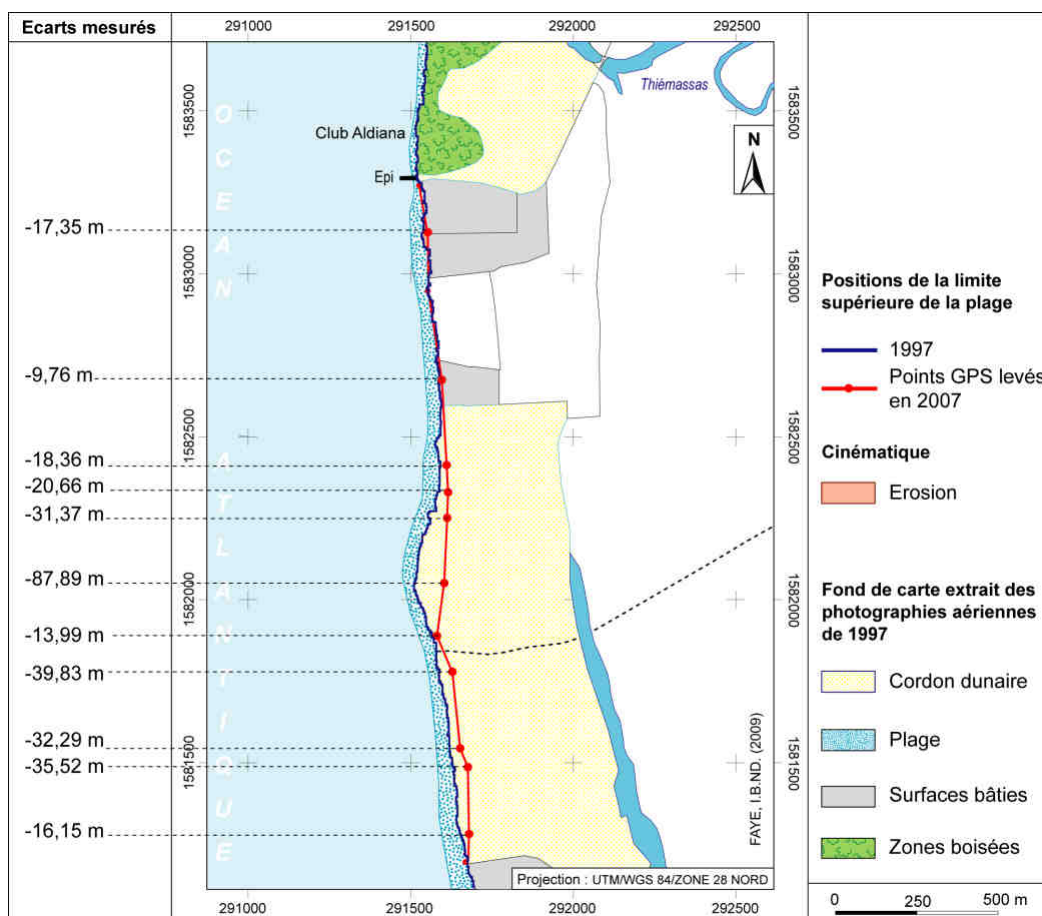 Ecarts mesurés
291000
291500
292000
292500
Thiémassas
1583500
1583500
Club Aldiana
N
Epi
-17,35 m
1583000
1583000
-9,76 m
1582500
1582500
-18,36 m
-20,66 m
-31,37 m
-87,89 m
1582000
1582000
-13,99 m
-39,83 m
-32,29 m
1581500
1581500
-35,52 m
-16,15 m
OCEAN ATLANTIQUE
FAYE, I.B.ND. (2009)
Projection : UTM/WGS 84/ZONE 28 NORD
291000
291500
292000
292500
Positions de la limite
supérieure de la plage
1997
Points GPS levés
en 2007
Cinématique
Erosion
Fond de carte extrait des
photographies aériennes
de 1997
Cordon dunaire
Plage
Surfaces bâties
Zones boisées
0
250
500 m